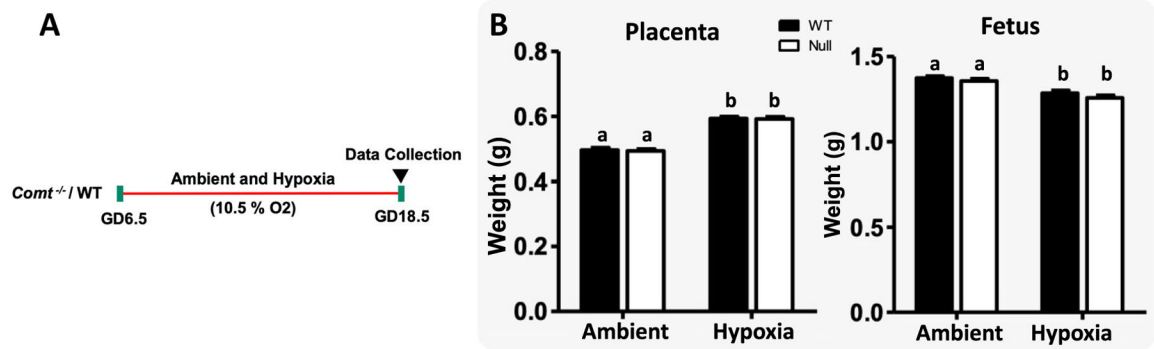 A
Data Collection
Comt -/- / WT
Ambient and Hypoxia
(10.5 % O2)
GD6.5
GD18.5
B
Placenta
WT
Null
Weight (g)
0.8
0.6
0.4
0.2
0.0
a
a
b
b
Ambient
Hypoxia
Fetus
Weight (g)
1.5
1.0
0.5
0.0
a
a
b
b
Ambient
Hypoxia